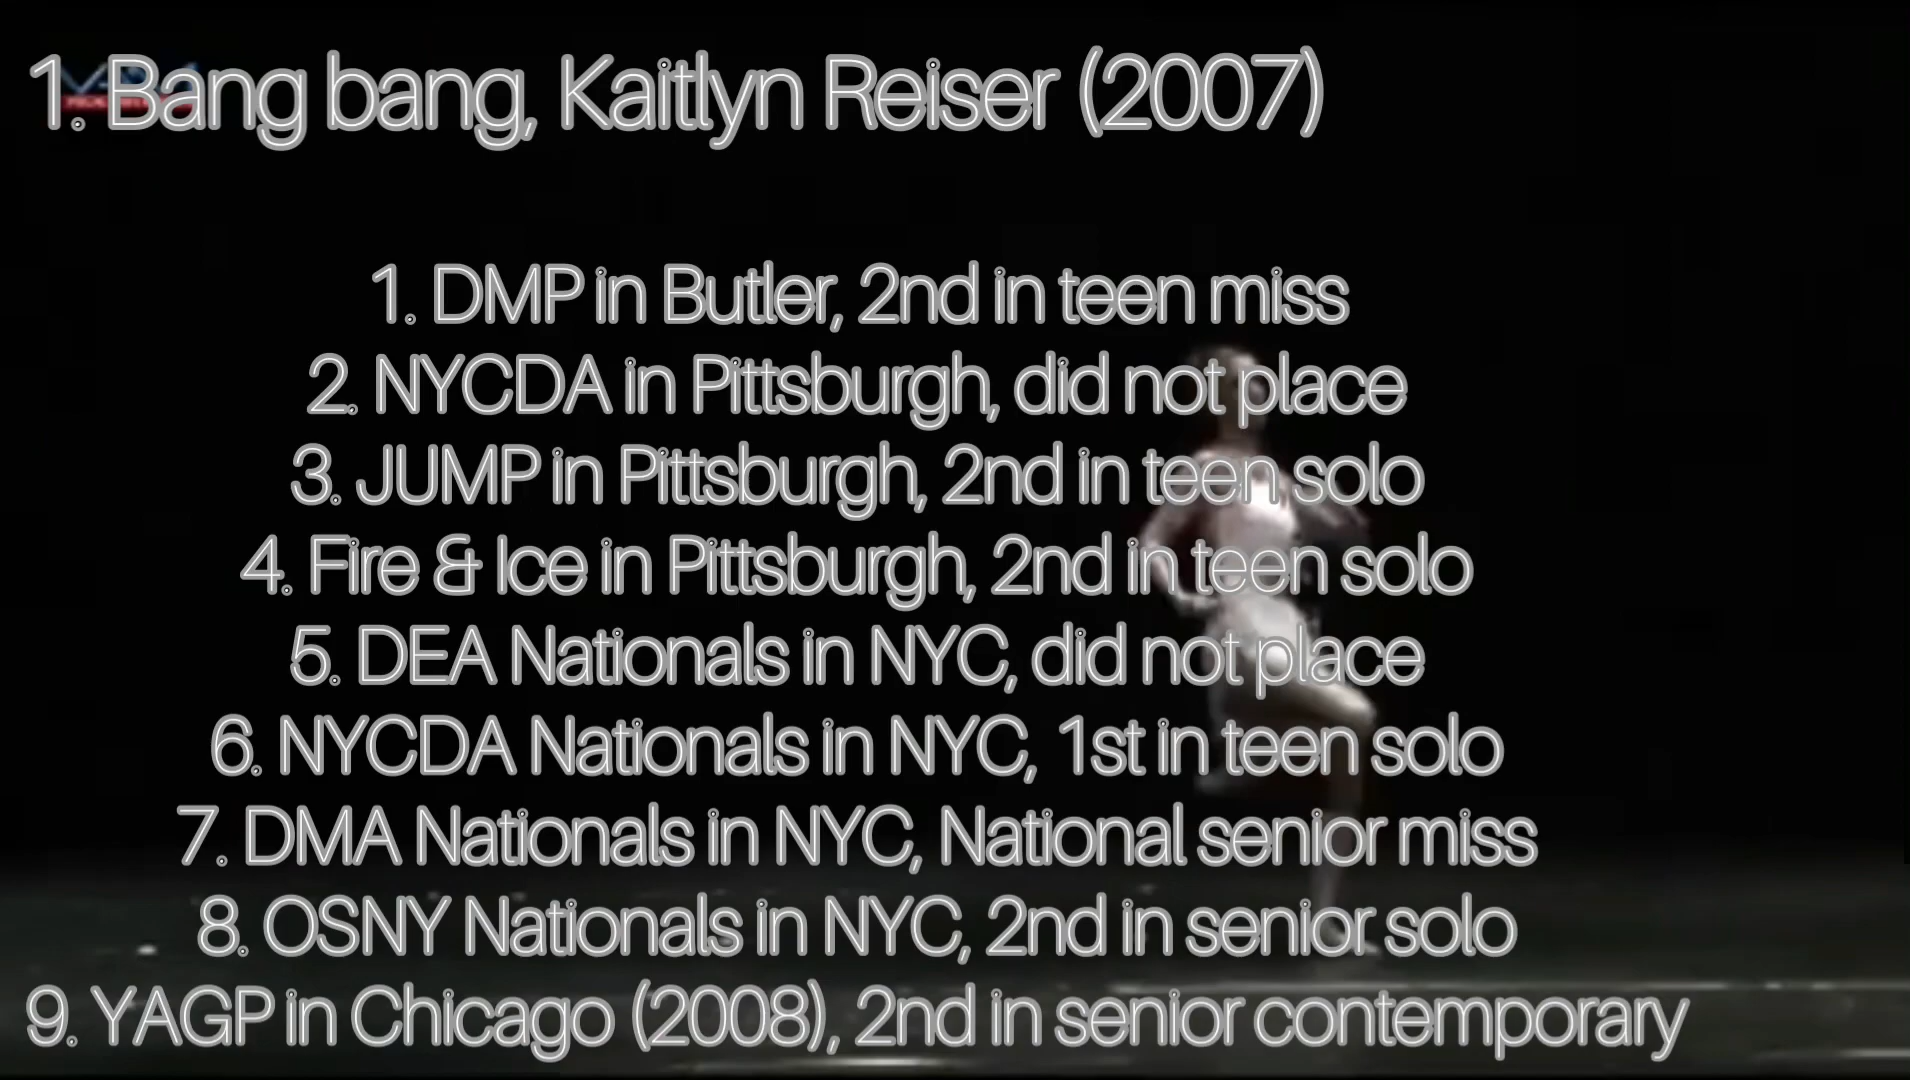 1. Bang bang, Kaitlyn Reiser (2007)
1. DMP in Butler, 2nd in teen miss
2. NYCDA in Pittsburgh, did not place
3. JUMP in Pittsburgh, 2nd in teen solo
4. Fire & Ice in Pittsburgh, 2nd in teen solo
5. DEA Nationals in NYC, did not place
6. NYCDA Nationals in NYC, 1st in teen solo
7. DMA Nationals in NYC, National senior miss
8. OSNY Nationals in NYC, 2nd in senior solo
9. YAGP in Chicago (2008), 2nd in senior contemporary